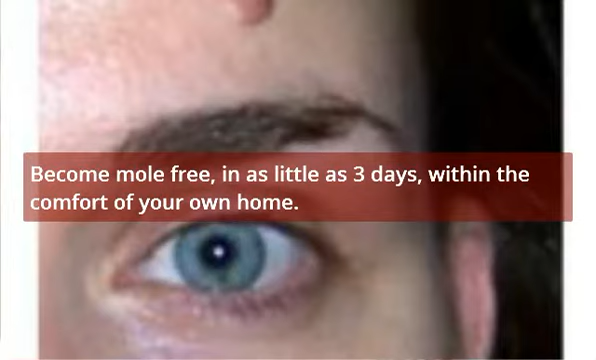 Become mole free, in as little as 3 days, within the
comfort of your own home.